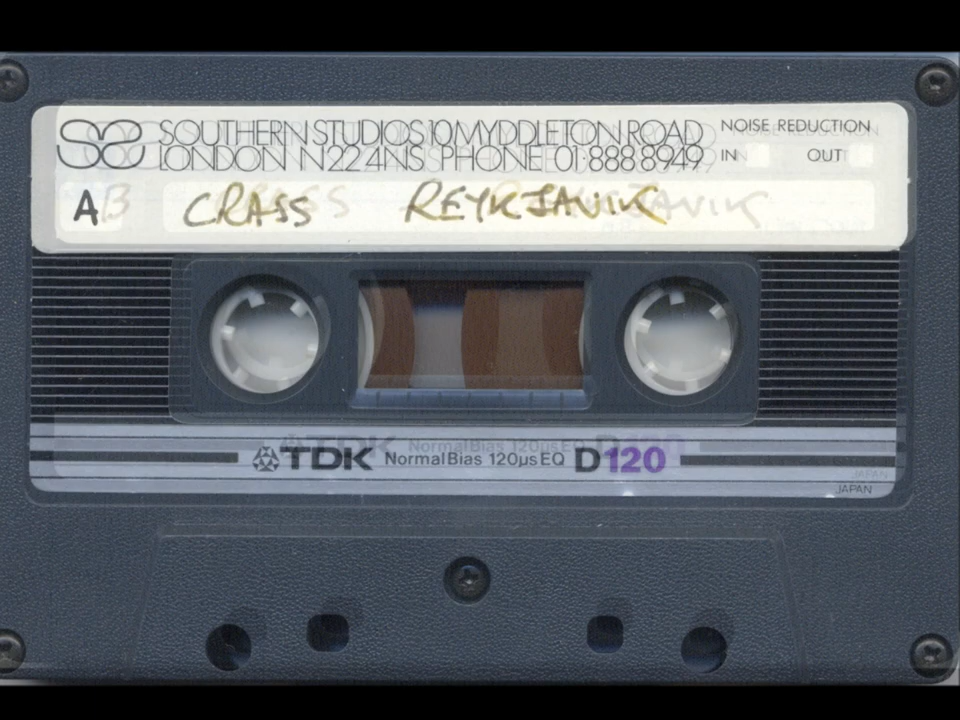 SOUTHERN STUDIOS 10 MYDDLETON ROAD
LONDON N22 4NS PHONE 01·888 8949
NOISE REDUCTION
IN OUT
A CRASS REYKJAVIK
TDK NormalBias 120µs EQ D120
JAPAN